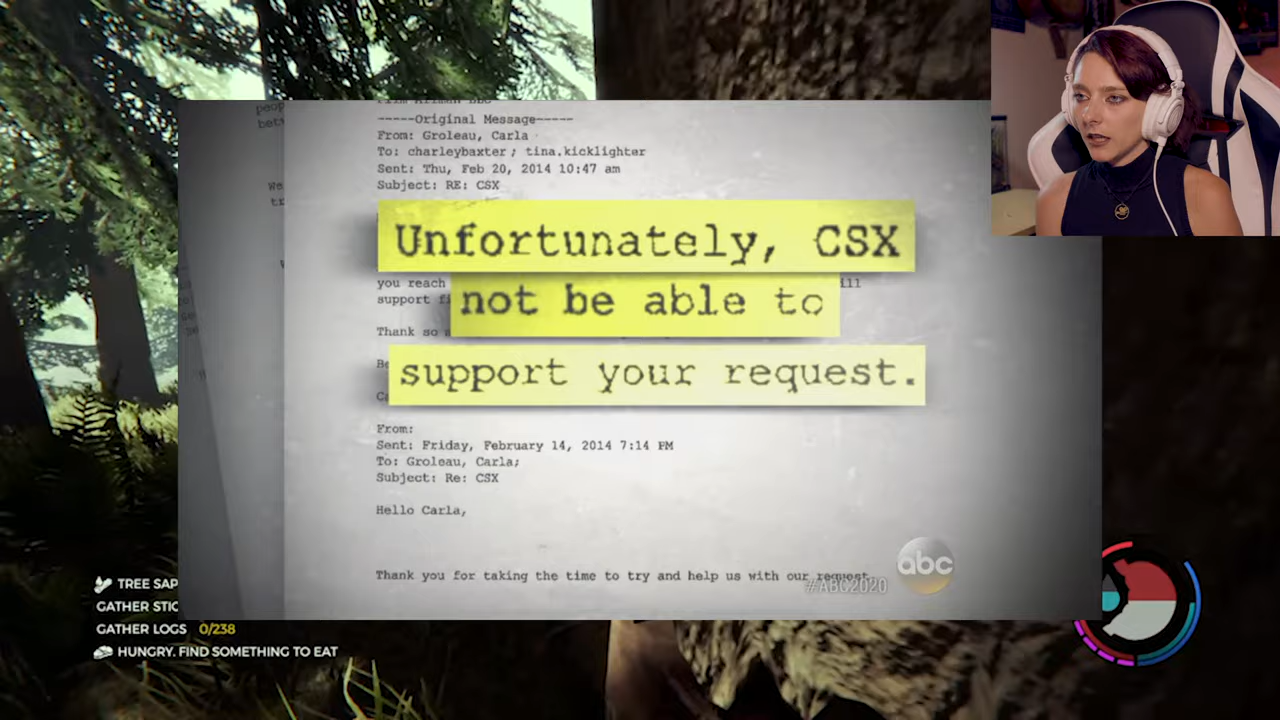 -----Original Message-----
From: Groleau, Carla
To: charleybaxter; tina.kicklighter
Sent: Thu, Feb 20, 2014 10:47 am
Subject: RE: CSX
Unfortunately, CSX
not be able to
support your request.
you reach
support
Thank so
From:
Sent: Friday, February 14, 2014 7:14 PM
To: Groleau, Carla;
Subject: Re: CSX
Hello Carla,
Thank you for taking the time to try and help us with our request
abc
#ABC2020
TREE SAP
GATHER STIC
GATHER LOGS 0/238
HUNGRY. FIND SOMETHING TO EAT